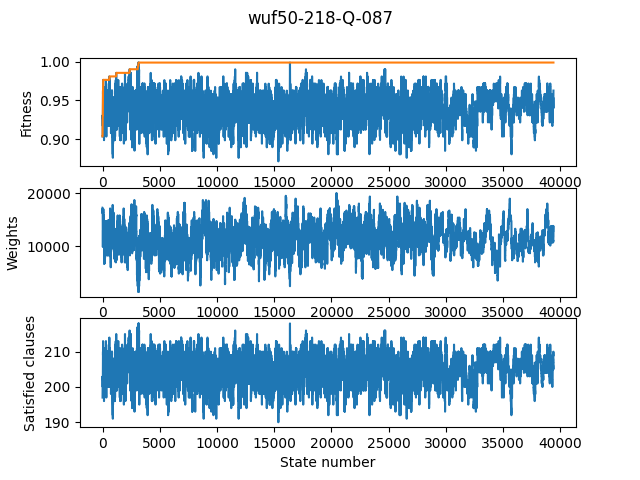 wuf50-218-Q-087
1.00
0.95
0.90
Fitness
0 5000 10000 15000 20000 25000 30000 35000 40000
20000
10000
Weights
0 5000 10000 15000 20000 25000 30000 35000 40000
210
200
190
Satisfied clauses
0 5000 10000 15000 20000 25000 30000 35000 40000
State number